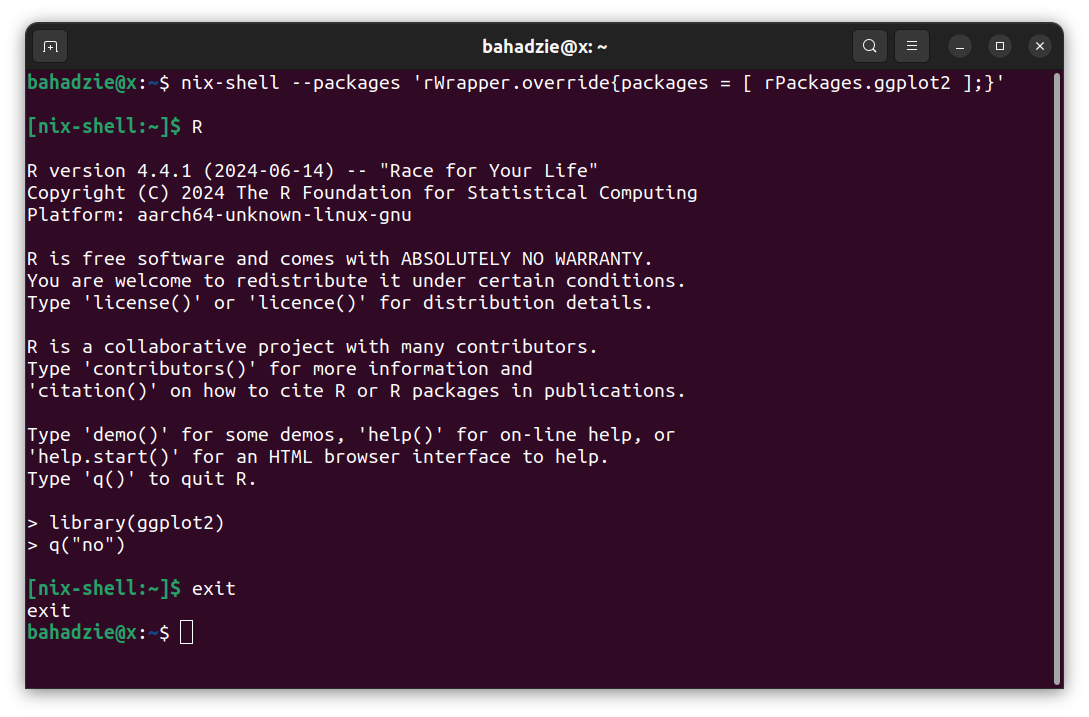 bahadzie@x: ~
bahadzie@x:~$ nix-shell --packages 'rWrapper.override{packages = [ rPackages.ggplot2 ];}'
[nix-shell:~]$ R
R version 4.4.1 (2024-06-14) -- "Race for Your Life"
Copyright (C) 2024 The R Foundation for Statistical Computing
Platform: aarch64-unknown-linux-gnu
R is free software and comes with ABSOLUTELY NO WARRANTY.
You are welcome to redistribute it under certain conditions.
Type 'license()' or 'licence()' for distribution details.
R is a collaborative project with many contributors.
Type 'contributors()' for more information and
'citation()' on how to cite R or R packages in publications.
Type 'demo()' for some demos, 'help()' for on-line help, or
'help.start()' for an HTML browser interface to help.
Type 'q()' to quit R.
> library(ggplot2)
> q("no")
[nix-shell:~]$ exit
exit
bahadzie@x:~$